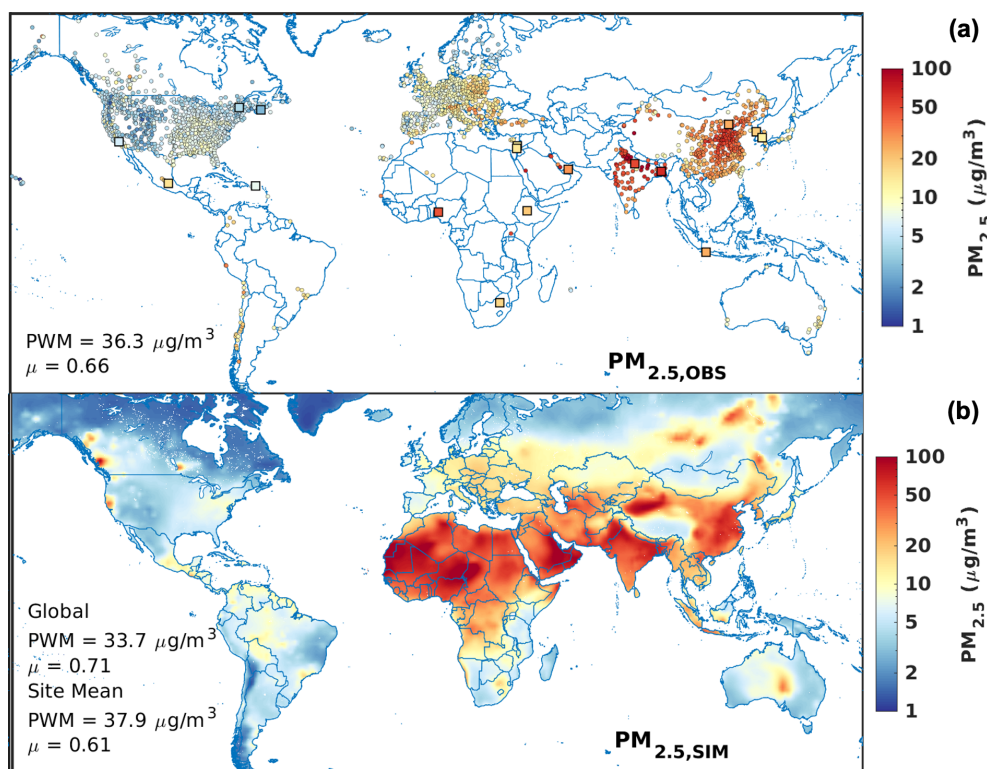 (a)
100
50
20
10
5
2
1
PM2.5 (μg/m³)
PWM = 36.3 μg/m³
μ = 0.66
PM2.5,OBS
(b)
100
50
20
10
5
2
1
PM2.5 (μg/m³)
Global
PWM = 33.7 μg/m³
μ = 0.71
Site Mean
PWM = 37.9 μg/m³
μ = 0.61
PM2.5,SIM